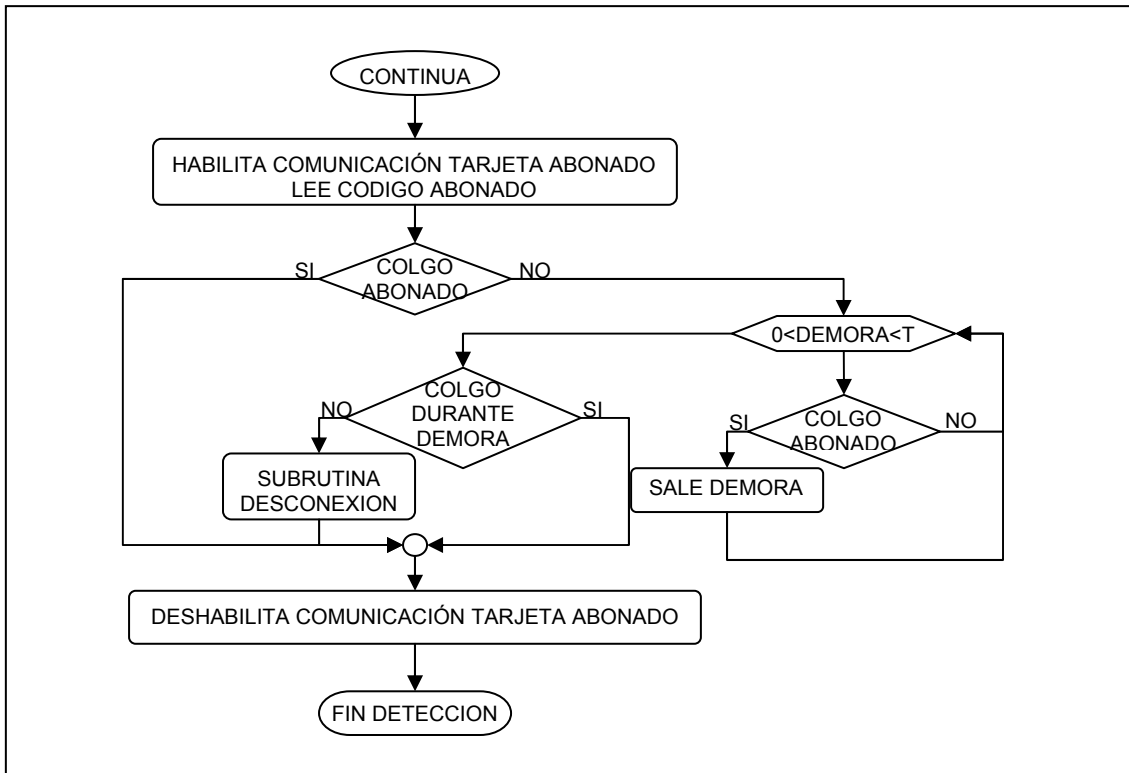 CONTINUA
HABILITA COMUNICACIÓN TARJETA ABONADO
LEE CODIGO ABONADO
SI
COLGO
ABONADO
NO
0<DEMORA<T
NO
COLGO
DURANTE
DEMORA
SI
SI
COLGO
ABONADO
NO
SUBRUTINA
DESCONEXION
SALE DEMORA
DESHABILITA COMUNICACIÓN TARJETA ABONADO
FIN DETECCION